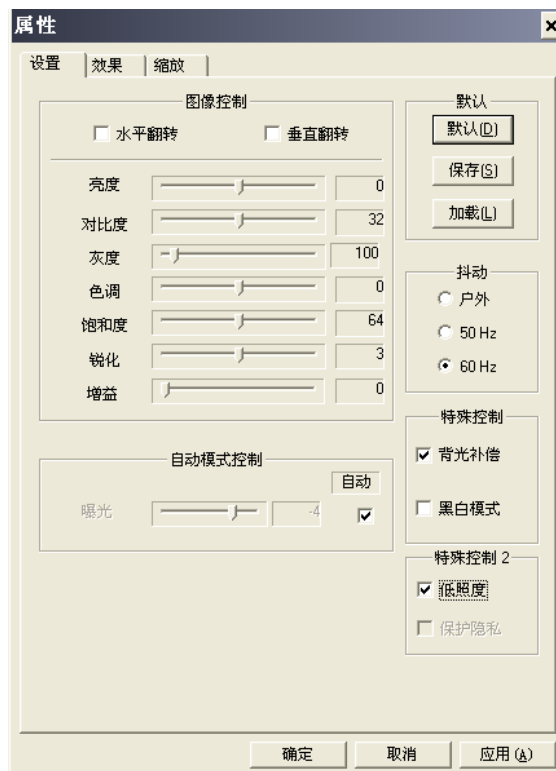 属性
设置 效果 缩放
图像控制
水平翻转 垂直翻转
亮度 0
对比度 32
灰度 100
色调 0
饱和度 64
锐化 3
增益 0
自动模式控制
自动
曝光 -4
默认
默认(D)
保存(S)
加载(L)
抖动
户外
50 Hz
60 Hz
特殊控制
背光补偿
黑白模式
特殊控制 2
低照度
保护隐私
确定 取消 应用 (A)